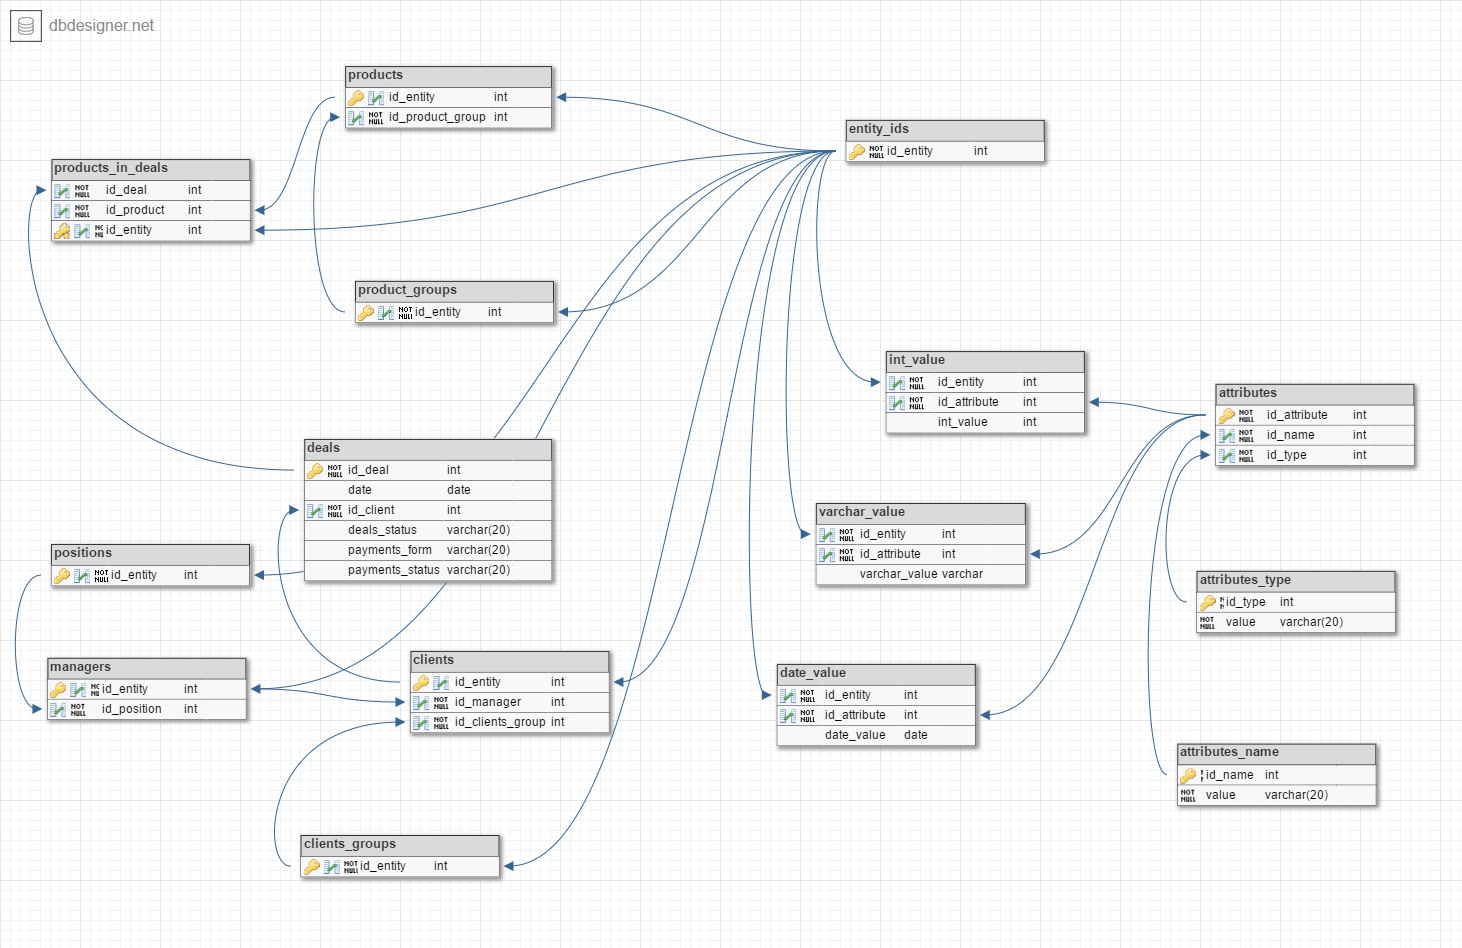 dbdesigner.net
products
id_entity int
NOT NULL id_product_group int
entity_ids
NOT NULL id_entity int
products_in_deals
NOT NULL id_deal int
NOT NULL id_product int
id_entity int
product_groups
NOT NULL id_entity int
int_value
NOT NULL id_entity int
NOT NULL id_attribute int
int_value int
attributes
NOT NULL id_attribute int
NOT NULL id_name int
NOT NULL id_type int
deals
NOT NULL id_deal int
date date
NOT NULL id_client int
deals_status varchar(20)
payments_form varchar(20)
payments_status varchar(20)
varchar_value
NOT NULL id_entity int
NOT NULL id_attribute int
varchar_value varchar
positions
NOT NULL id_entity int
attributes_type
id_type int
NOT NULL value varchar(20)
managers
id_entity int
NOT NULL id_position int
clients
id_entity int
NOT NULL id_manager int
NOT NULL id_clients_group int
date_value
NOT NULL id_entity int
NOT NULL id_attribute int
date_value date
attributes_name
id_name int
NOT NULL value varchar(20)
clients_groups
NOT NULL id_entity int